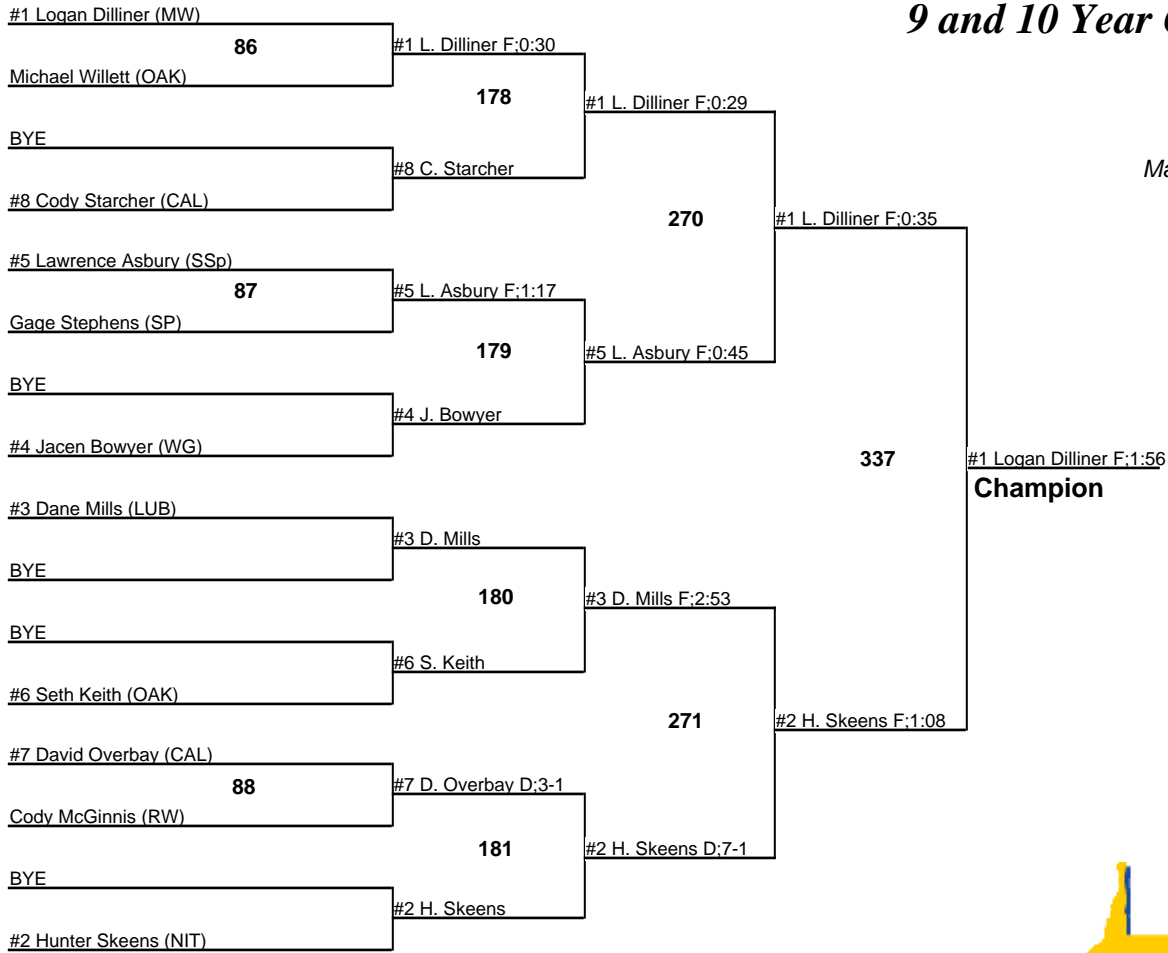 #1 Logan Dilliner (MW)
9 and 10 Year
86
#1 L. Dilliner F;0:30
Michael Willett (OAK)
178
#1 L. Dilliner F;0:29
BYE
#8 C. Starcher
Ma
#8 Cody Starcher (CAL)
270
#1 L. Dilliner F;0:35
#5 Lawrence Asbury (SSp)
87
#5 L. Asbury F;1:17
Gage Stephens (SP)
179
#5 L. Asbury F;0:45
BYE
#4 J. Bowyer
#4 Jacen Bowyer (WG)
337
#1 Logan Dilliner F;1:56
Champion
#3 Dane Mills (LUB)
#3 D. Mills
BYE
180
#3 D. Mills F;2:53
BYE
#6 S. Keith
#6 Seth Keith (OAK)
271
#2 H. Skeens F;1:08
#7 David Overbay (CAL)
88
#7 D. Overbay D;3-1
Cody McGinnis (RW)
181
#2 H. Skeens D;7-1
BYE
#2 H. Skeens
#2 Hunter Skeens (NIT)